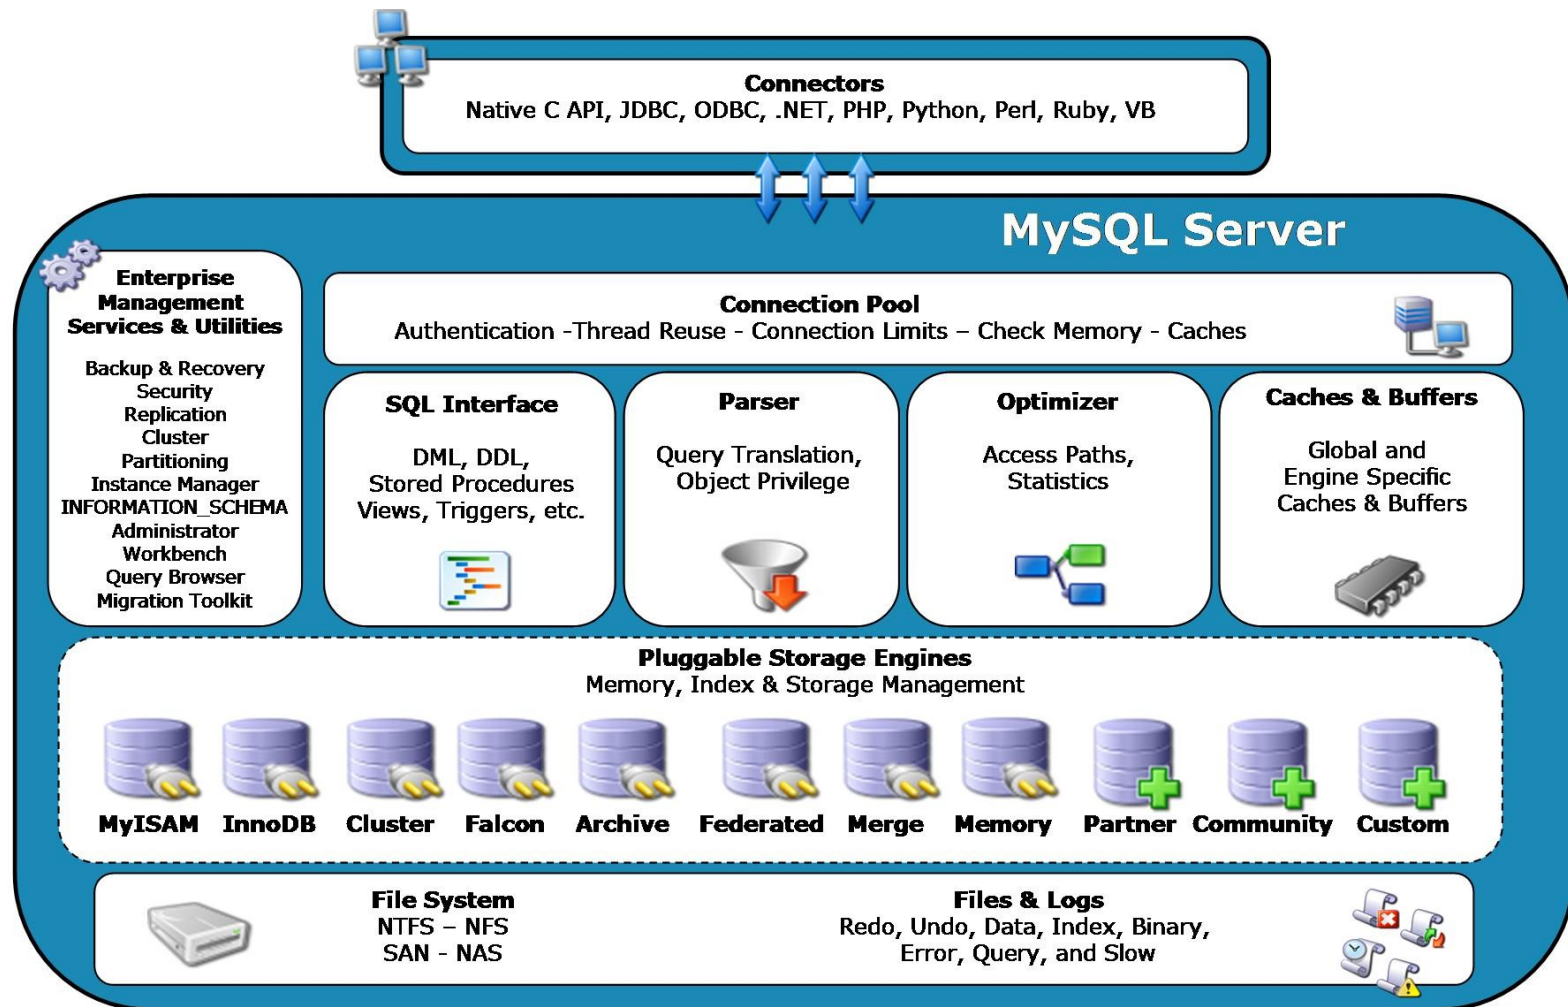 Connectors
Native C API, JDBC, ODBC, .NET, PHP, Python, Perl, Ruby, VB
MySQL Server
Enterprise
Management
Services & Utilities
Backup & Recovery
Security
Replication
Cluster
Partitioning
Instance Manager
INFORMATION_SCHEMA
Administrator
Workbench
Query Browser
Migration Toolkit
Connection Pool
Authentication -Thread Reuse - Connection Limits – Check Memory - Caches
SQL Interface
DML, DDL,
Stored Procedures
Views, Triggers, etc.
Parser
Query Translation,
Object Privilege
Optimizer
Access Paths,
Statistics
Caches & Buffers
Global and
Engine Specific
Caches & Buffers
Pluggable Storage Engines
Memory, Index & Storage Management
MyISAM InnoDB Cluster Falcon Archive Federated Merge Memory Partner Community Custom
File System
NTFS – NFS
SAN - NAS
Files & Logs
Redo, Undo, Data, Index, Binary,
Error, Query, and Slow